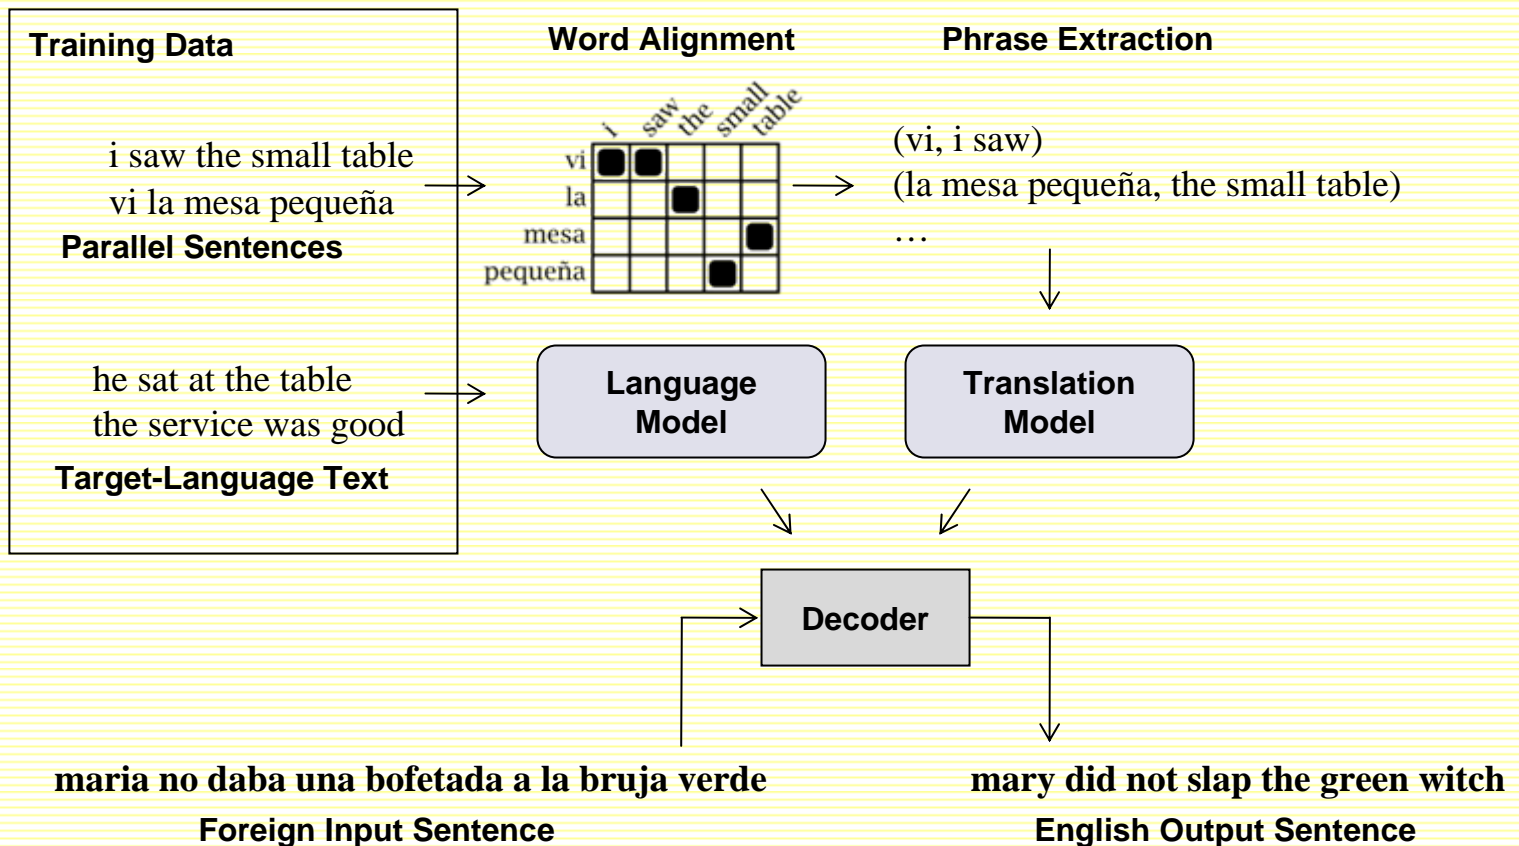 Training Data
i saw the small table
vi la mesa pequeña
Parallel Sentences
he sat at the table
the service was good
Target-Language Text
Word Alignment
i saw the small table
vi
la
mesa
pequeña
Phrase Extraction
(vi, i saw)
(la mesa pequeña, the small table)
…
Language
Model
Translation
Model
Decoder
maria no daba una bofetada a la bruja verde
Foreign Input Sentence
mary did not slap the green witch
English Output Sentence